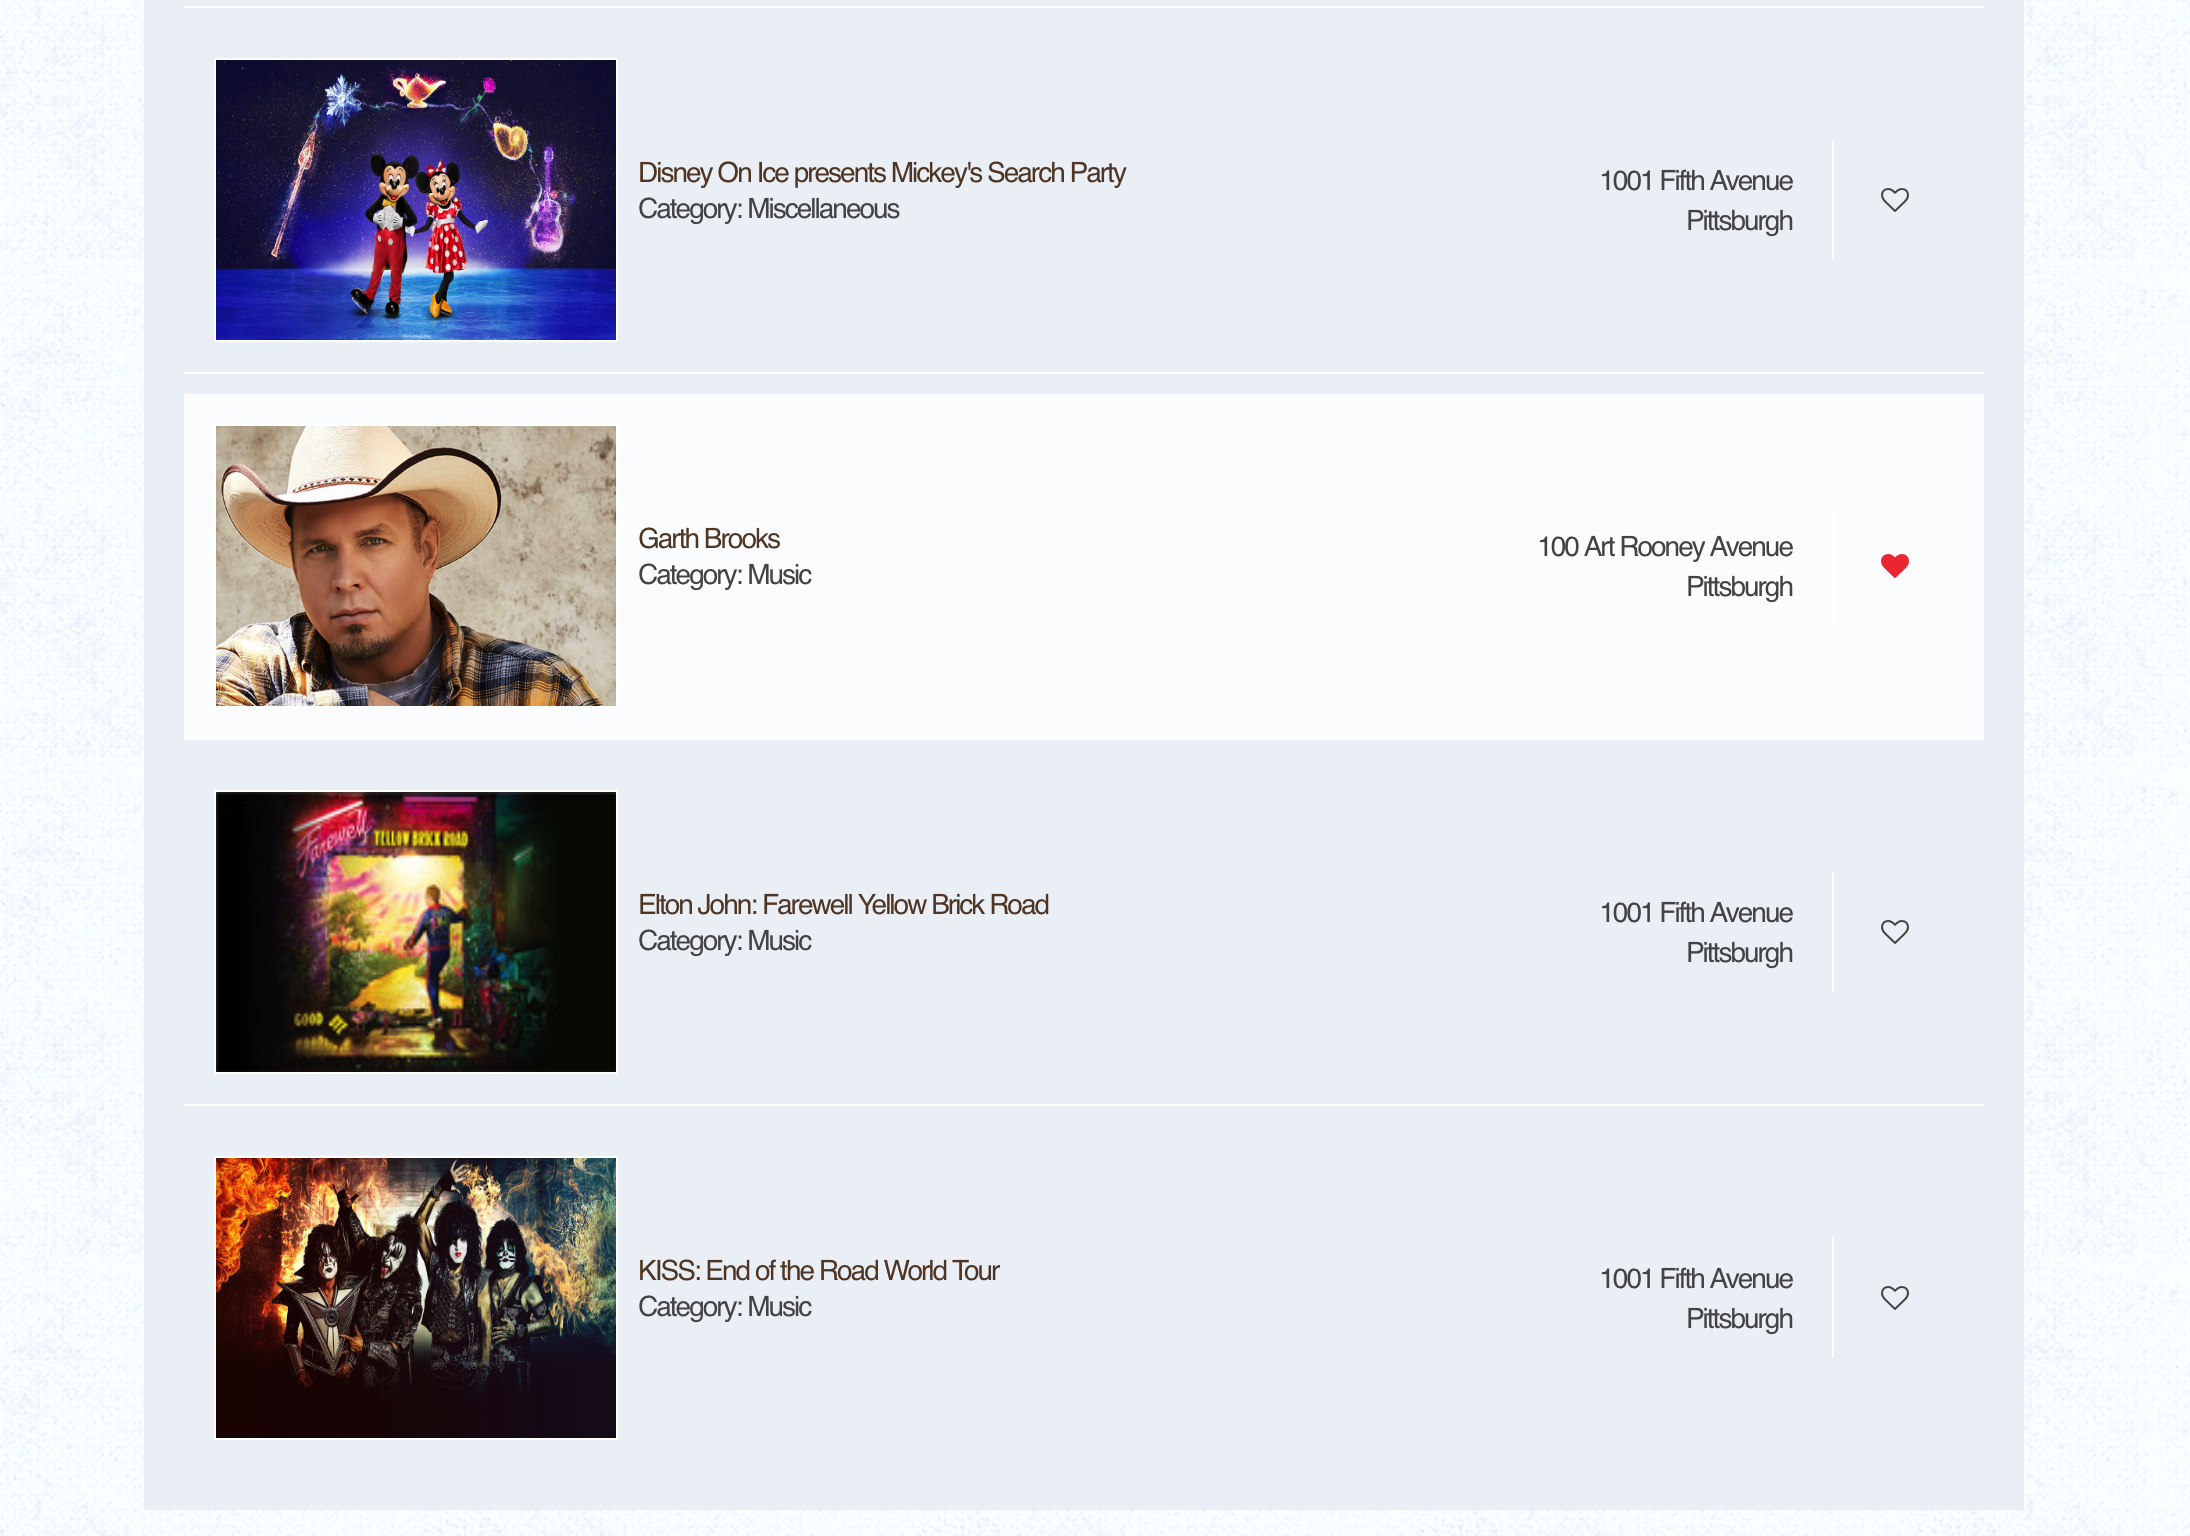 Disney On Ice presents Mickey's Search Party
Category: Miscellaneous
1001 Fifth Avenue
Pittsburgh
Garth Brooks
Category: Music
100 Art Rooney Avenue
Pittsburgh
Farewell
YELLOW BRICK ROAD
GOOD
Elton John: Farewell Yellow Brick Road
Category: Music
1001 Fifth Avenue
Pittsburgh
KISS: End of the Road World Tour
Category: Music
1001 Fifth Avenue
Pittsburgh